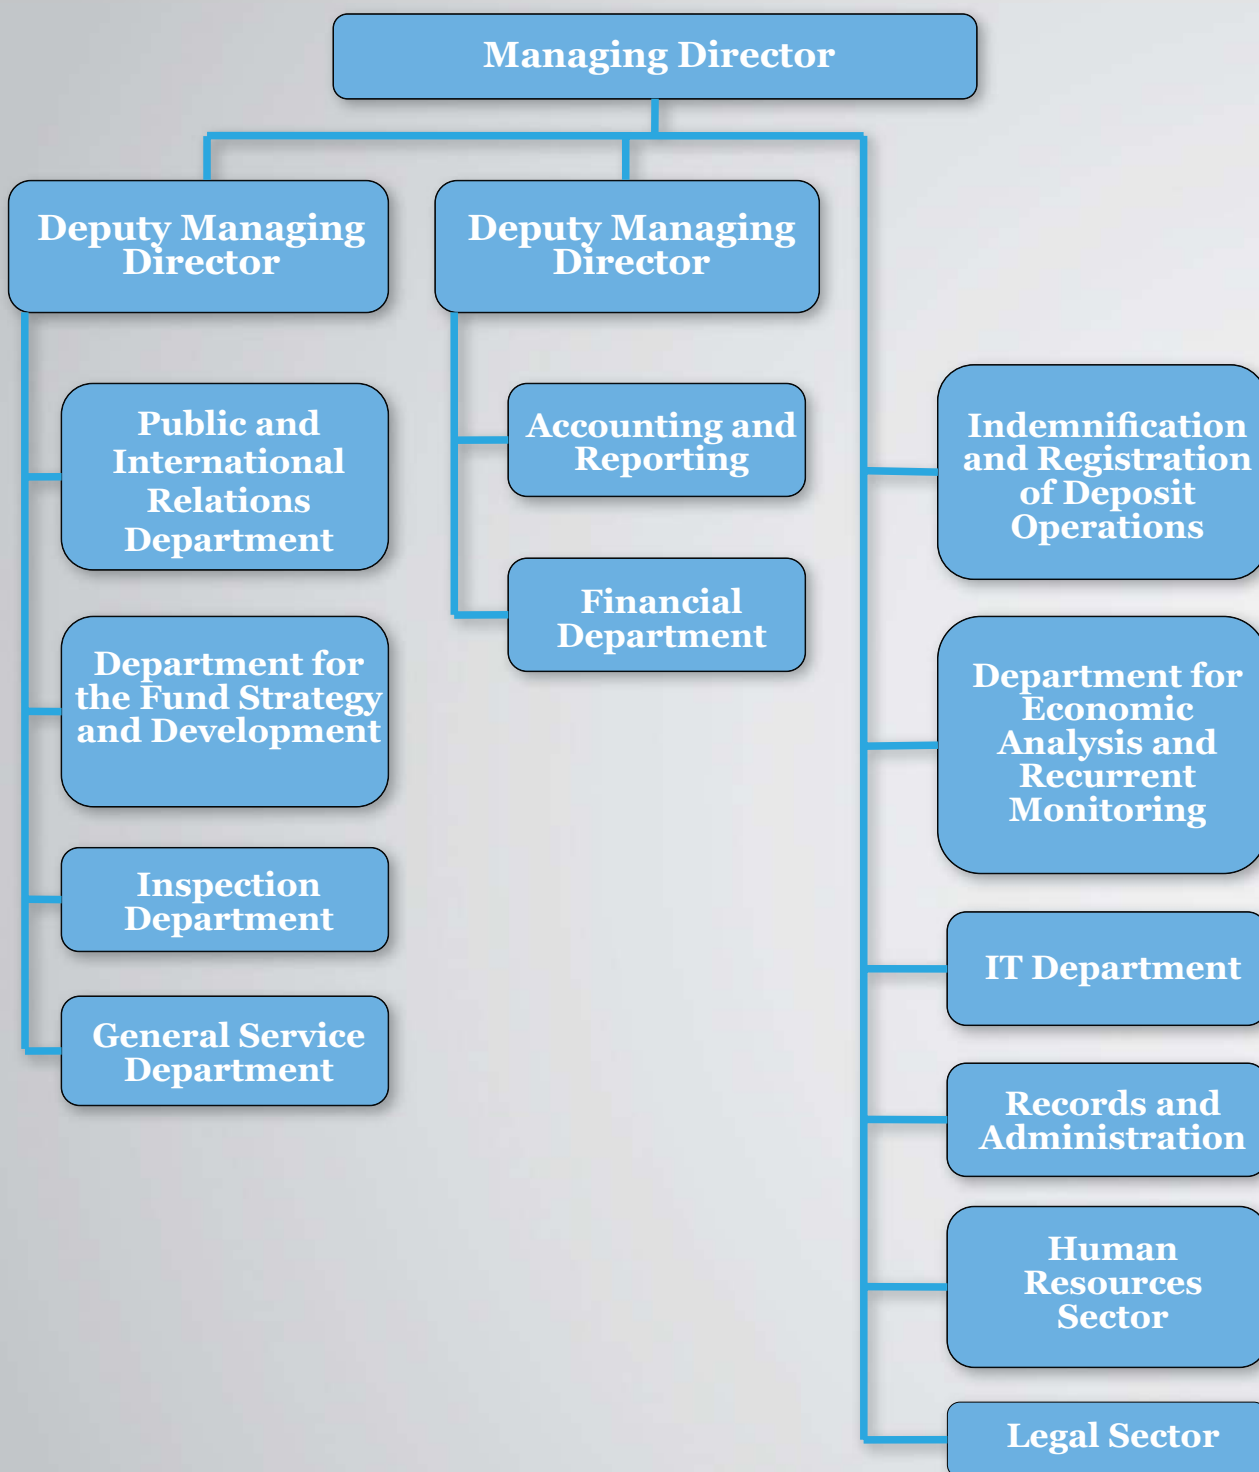 Managing Director
Deputy Managing
Director
Public and
International
Relations
Department
Department for
the Fund Strategy
and Development
Inspection
Department
General Service
Department
Deputy Managing
Director
Accounting and
Reporting
Financial
Department
Indemnification
and Registration
of Deposit
Operations
Department for
Economic
Analysis and
Recurrent
Monitoring
IT Department
Records and
Administration
Human
Resources
Sector
Legal Sector